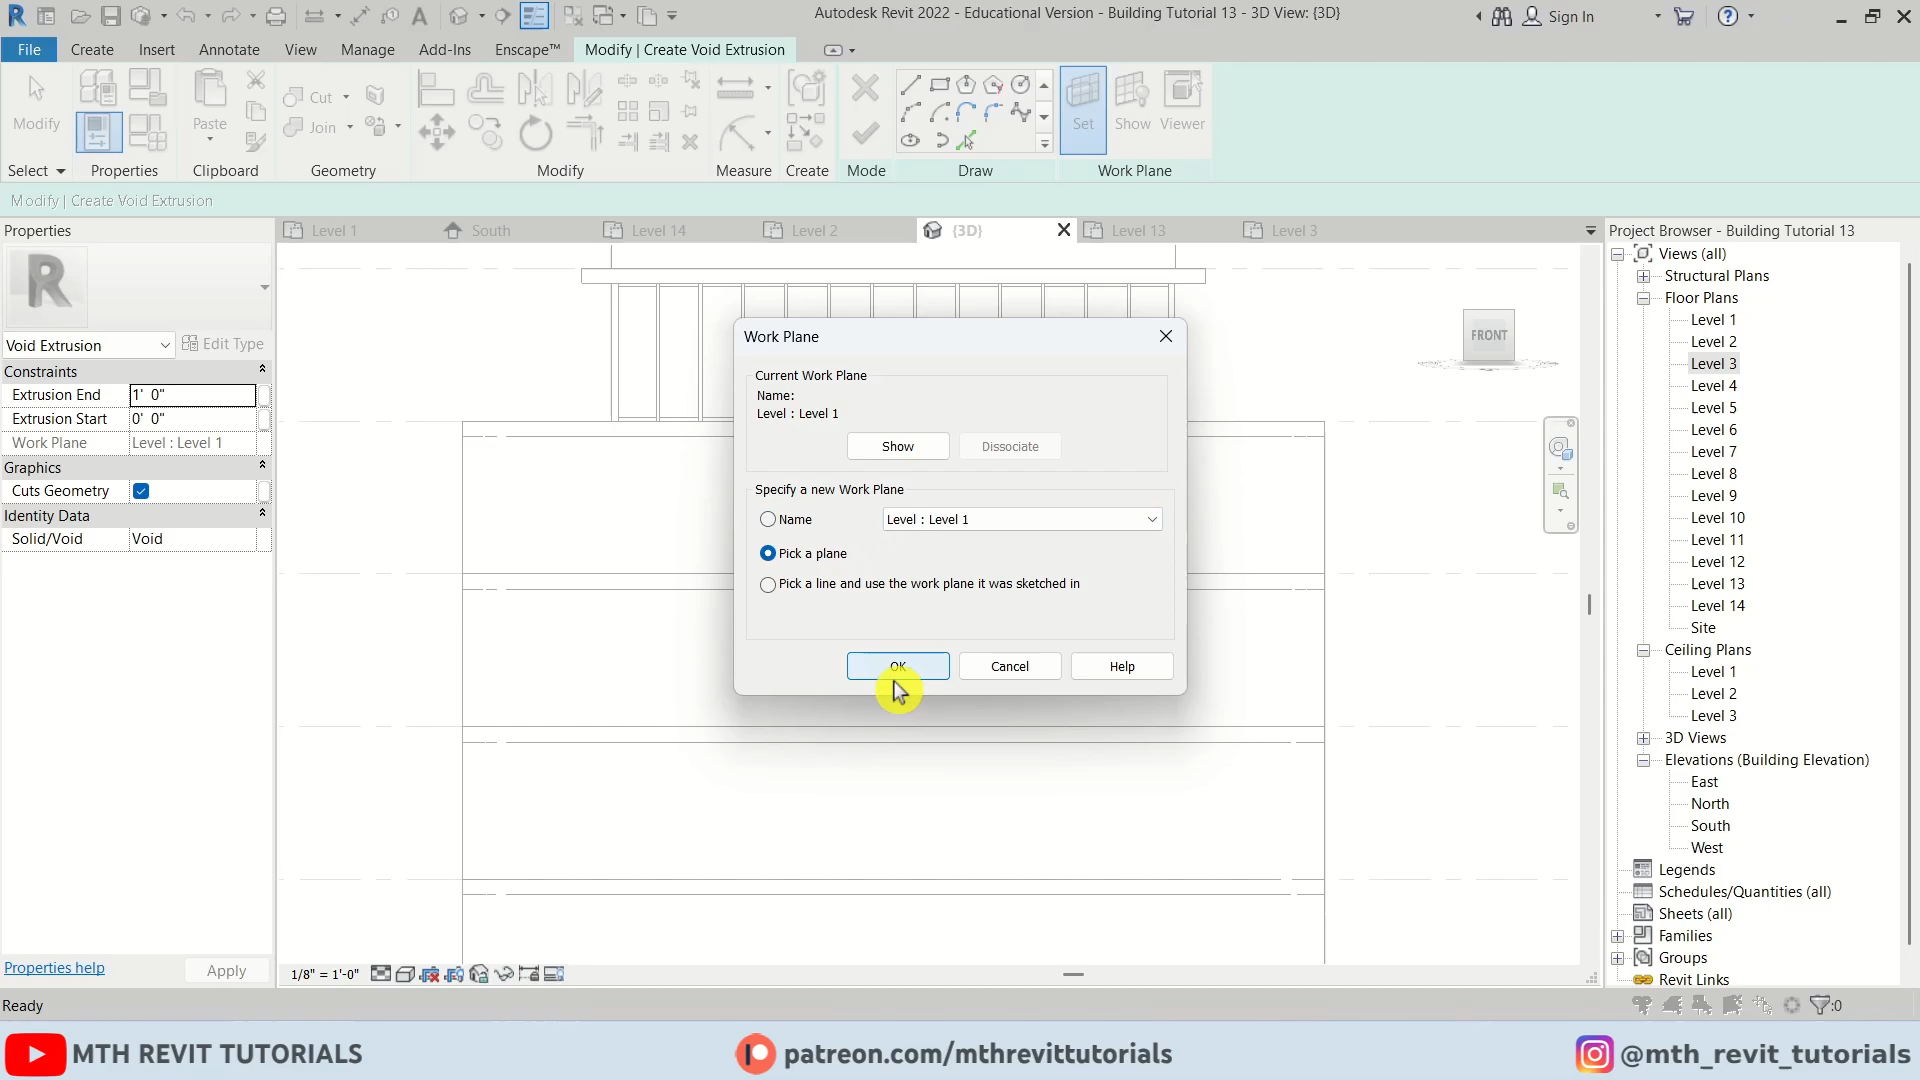 Autodesk Revit 2022 - Educational Version - Building Tutorial 13 - 3D View: {3D}
Sign In
File Create Insert Annotate View Manage Add-Ins Enscape™ Modify | Create Void Extrusion
Modify Paste Cut Join Set Show Viewer
Select Properties Clipboard Geometry Modify Measure Create Mode Draw Work Plane
Modify | Create Void Extrusion
Properties
Level 1 South Level 14 Level 2 {3D} Level 13 Level 3
Project Browser - Building Tutorial 13
Void Extrusion Edit Type
Constraints
Extrusion End 1' 0"
Extrusion Start 0' 0"
Work Plane Level : Level 1
Graphics
Cuts Geometry
Identity Data
Solid/Void Void
Properties help Apply
Work Plane
Current Work Plane
Name:
Level : Level 1
Show Dissociate
Specify a new Work Plane
Name Level : Level 1
Pick a plane
Pick a line and use the work plane it was sketched in
OK Cancel Help
FRONT
1/8" = 1'-0"
Views (all)
Structural Plans
Floor Plans
Level 1
Level 2
Level 3
Level 4
Level 5
Level 6
Level 7
Level 8
Level 9
Level 10
Level 11
Level 12
Level 13
Level 14
Site
Ceiling Plans
Level 1
Level 2
Level 3
3D Views
Elevations (Building Elevation)
East
North
South
West
Legends
Schedules/Quantities (all)
Sheets (all)
Families
Groups
Revit Links
Ready
:0
MTH REVIT TUTORIALS
patreon.com/mthrevittutorials
@mth_revit_tutorials